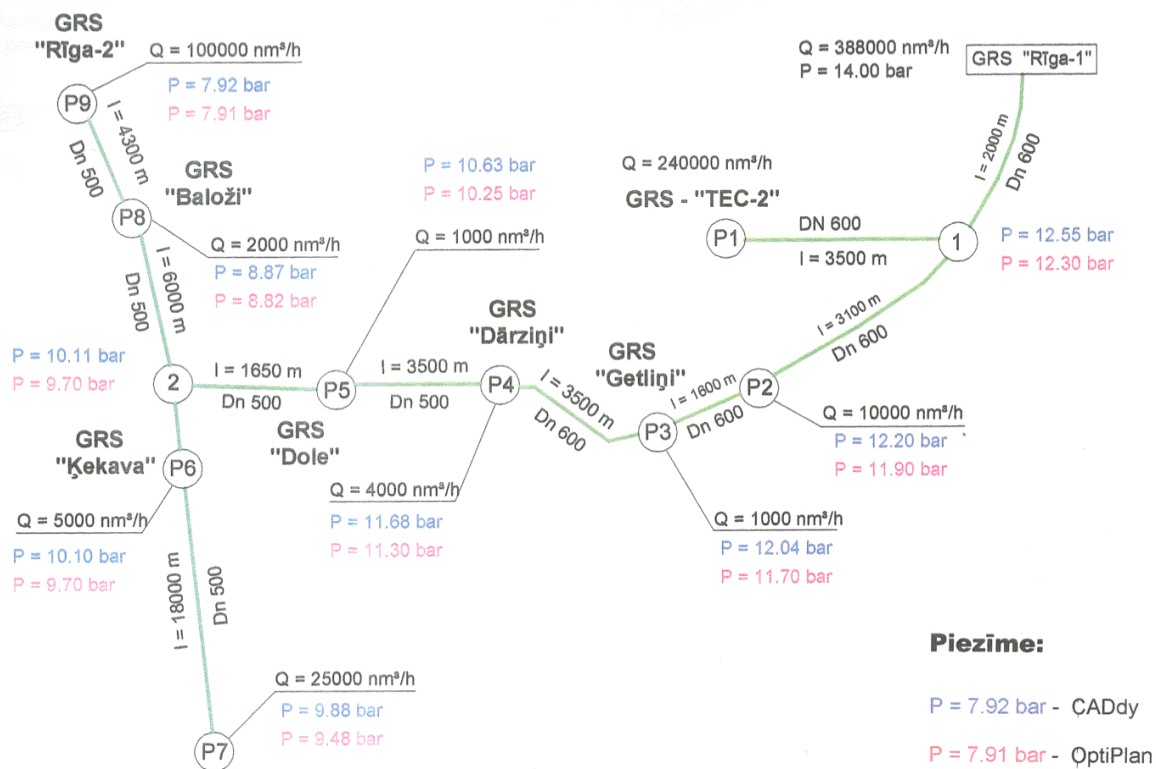 GRS
"Rīga-2"
Q = 100000 nm³/h
P = 7.92 bar
P = 7.91 bar
P9
l = 4300 m
Dn 500
GRS
"Baloži"
P8
Q = 2000 nm³/h
P = 8.87 bar
P = 8.82 bar
l = 6000 m
Dn 500
P = 10.63 bar
P = 10.25 bar
Q = 1000 nm³/h
Q = 388000 nm³/h
P = 14.00 bar
GRS "Rīga-1"
l = 2000 m
Dn 600
Q = 240000 nm³/h
GRS - "TEC-2"
P1
DN 600
l = 3500 m
1
P = 12.55 bar
P = 12.30 bar
l = 3100 m
Dn 600
P = 10.11 bar
P = 9.70 bar
2
l = 1650 m
Dn 500
P5
GRS
"Dole"
l = 3500 m
Dn 500
GRS
"Dārziņi"
P4
l = 3500 m
Dn 600
GRS
"Getliņi"
P3
l = 1600 m
Dn 600
P2
Q = 10000 nm³/h
P = 12.20 bar
P = 11.90 bar
GRS
"Ķekava"
P6
Q = 5000 nm³/h
P = 10.10 bar
P = 9.70 bar
Q = 4000 nm³/h
P = 11.68 bar
P = 11.30 bar
Q = 1000 nm³/h
P = 12.04 bar
P = 11.70 bar
l = 18000 m
Dn 500
Q = 25000 nm³/h
P = 9.88 bar
P = 9.48 bar
P7
Piezīme:
P = 7.92 bar - CADdy
P = 7.91 bar - OptiPlan